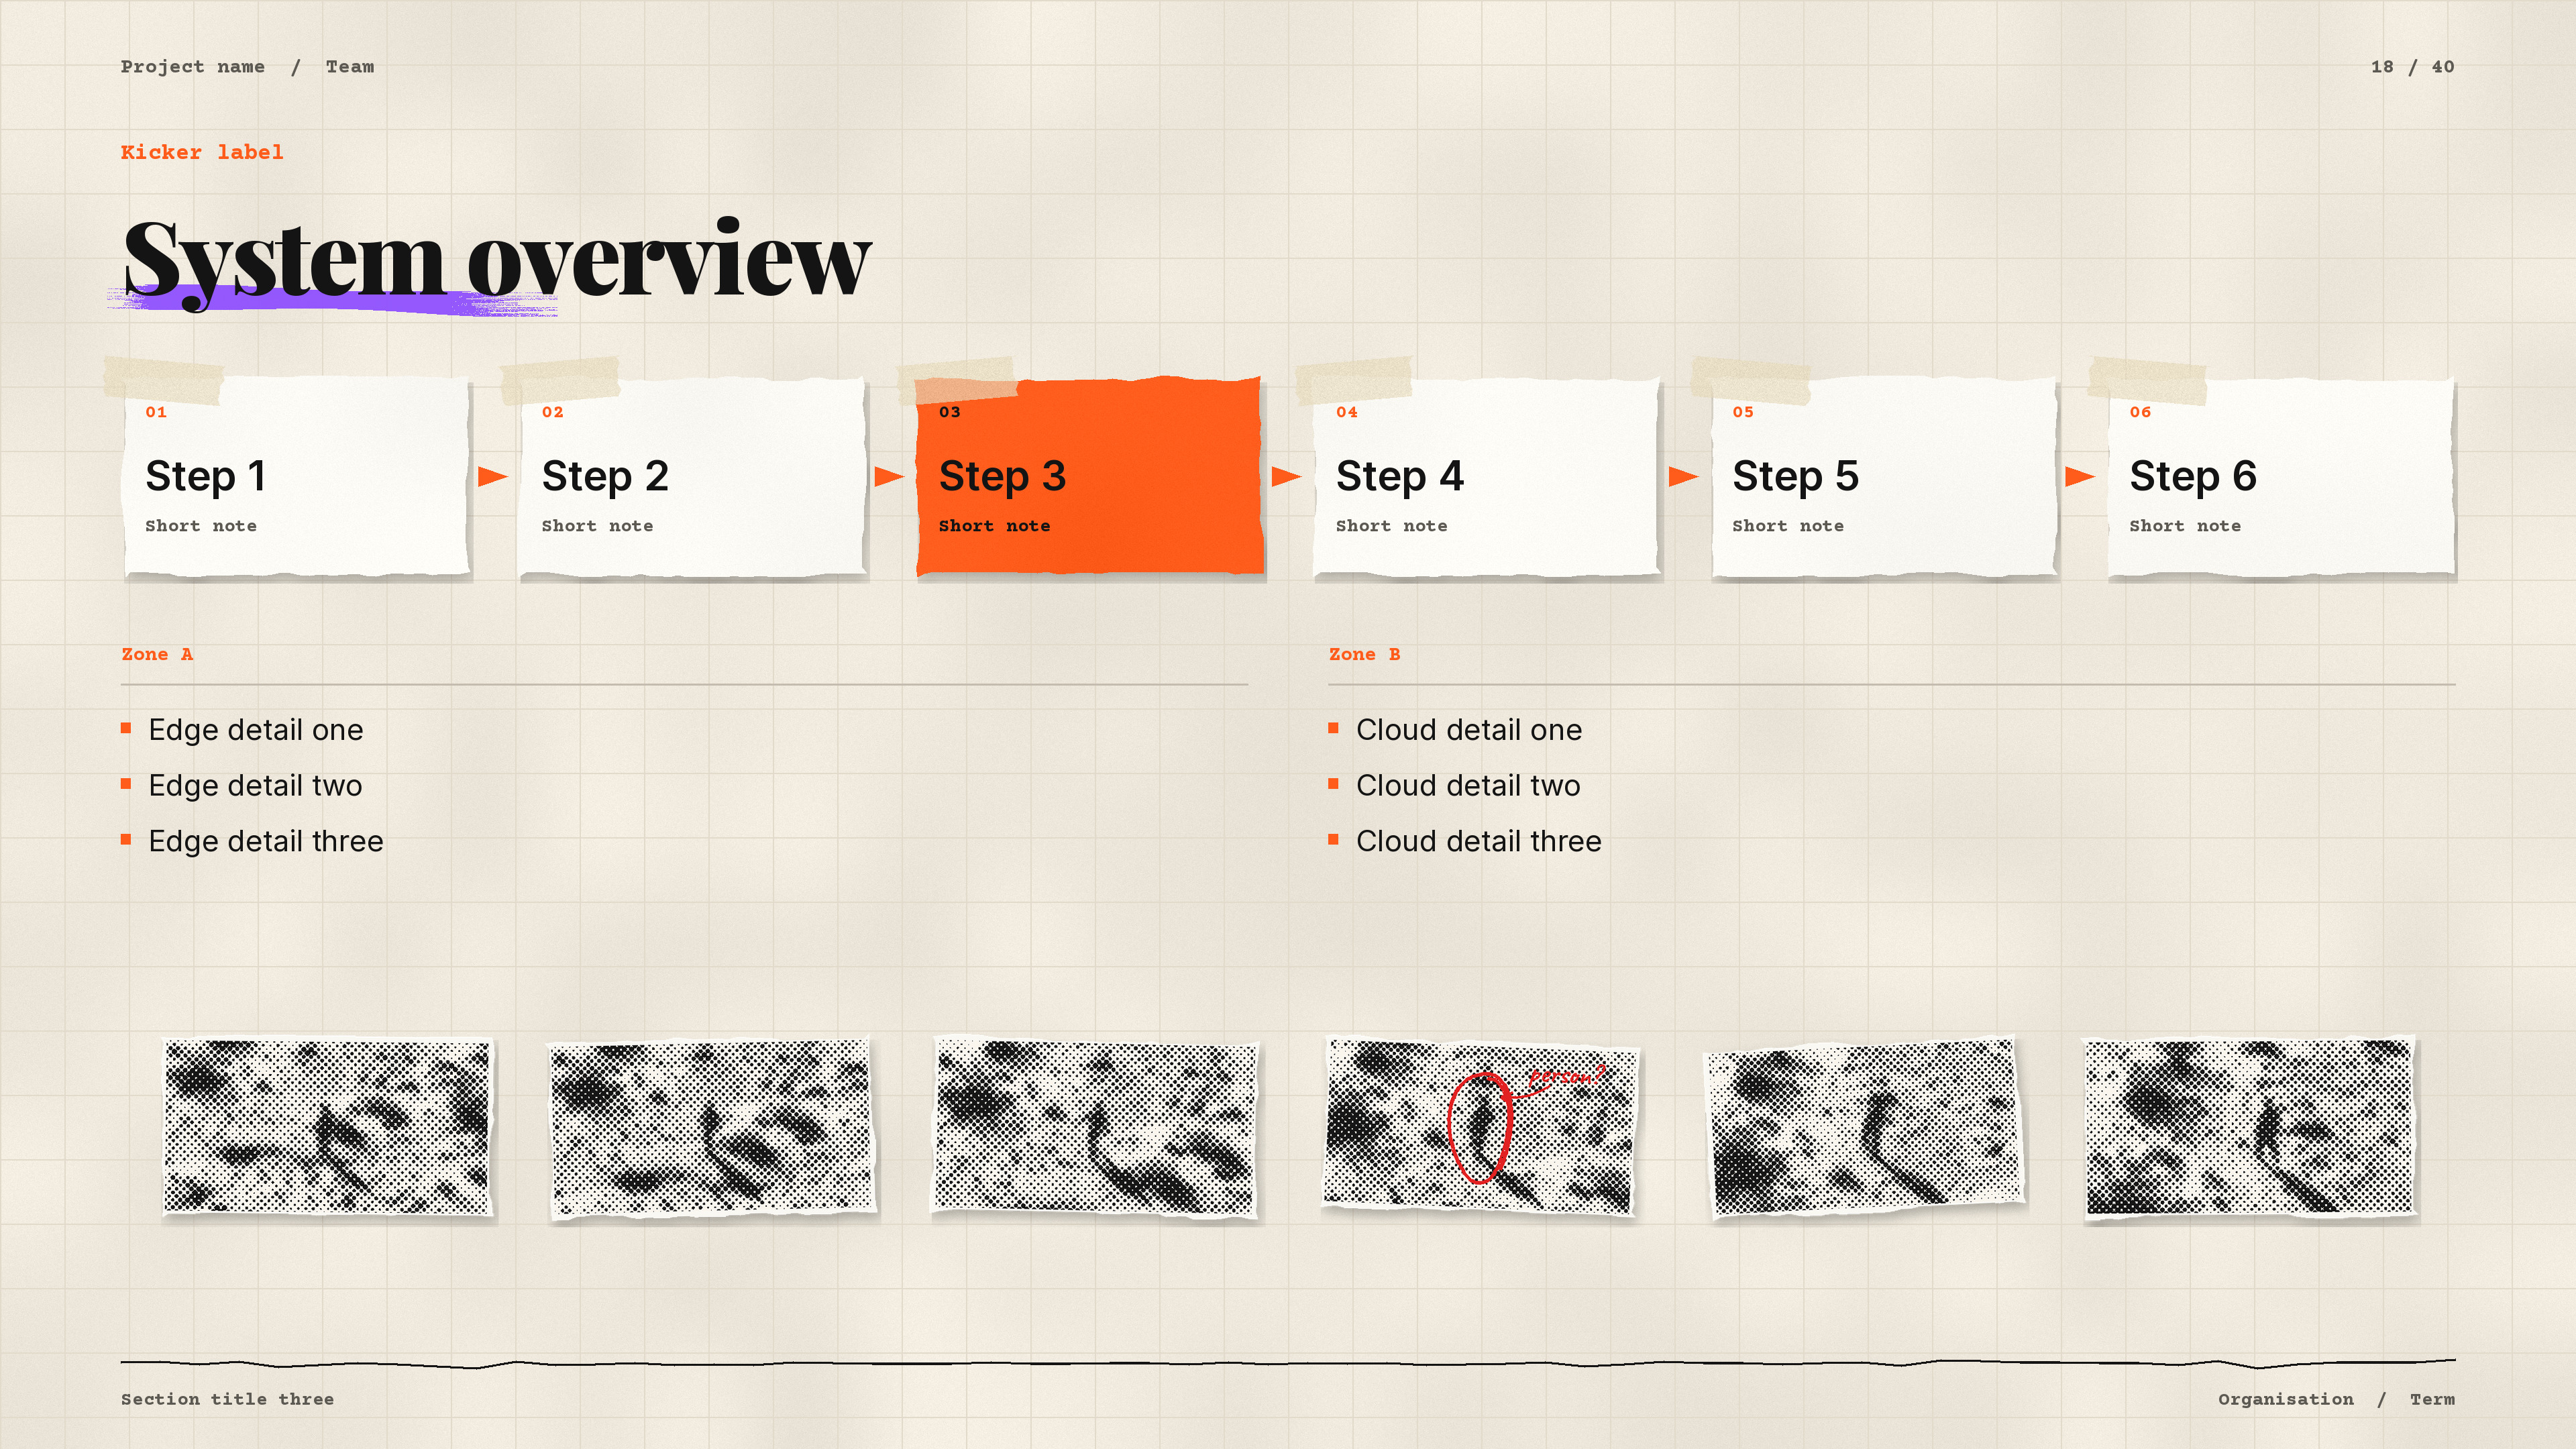 Project name / Team
18 / 40
Kicker label
System overview
01
Step 1
Short note
02
Step 2
Short note
03
Step 3
Short note
04
Step 4
Short note
05
Step 5
Short note
06
Step 6
Short note
Zone A
Edge detail one
Edge detail two
Edge detail three
Zone B
Cloud detail one
Cloud detail two
Cloud detail three
person?
Section title three
Organisation / Term